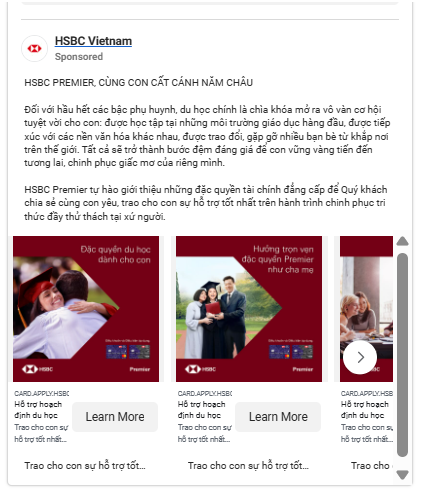 HSBC Vietnam
Sponsored
HSBC PREMIER, CÙNG CON CẤT CÁNH NĂM CHÂU
Đối với hầu hết các bậc phụ huynh, du học chính là chìa khóa mở ra vô vàn cơ hội
tuyệt vời cho con: được học tập tại những môi trường giáo dục hàng đầu, được tiếp
xúc với các nền văn hóa khác nhau, được trao đổi, gặp gỡ nhiều bạn bè từ khắp nơi
trên thế giới. Tất cả sẽ trở thành bước đệm đáng giá để con vững vàng tiến đến
tương lai, chinh phục giấc mơ của riêng mình.
HSBC Premier tự hào giới thiệu những đặc quyền tài chính đẳng cấp để Quý khách
chia sẻ cùng con yêu, trao cho con sự hỗ trợ tốt nhất trên hành trình chinh phục tri
thức đầy thử thách tại xứ người.
Đặc quyền du học
dành cho con
HSBC
Premier
Hưởng trọn vẹn
đặc quyền Premier
như cha mẹ
HSBC
Premier
HSBC
CARD.APPLY.HSBC
Hỗ trợ hoạch
định du học
Trao cho con sự
hỗ trợ tốt nhất...
Learn More
CARD.APPLY.HSBC
Hỗ trợ hoạch
định du học
Trao cho con sự
hỗ trợ tốt nhất...
Learn More
CARD.APPLY.HSBC
Hỗ trợ hoạch
định du học
Trao cho con sự
hỗ trợ tốt nhất...
Trao cho con sự hỗ trợ tốt...
Trao cho con sự hỗ trợ tốt...
Trao cho